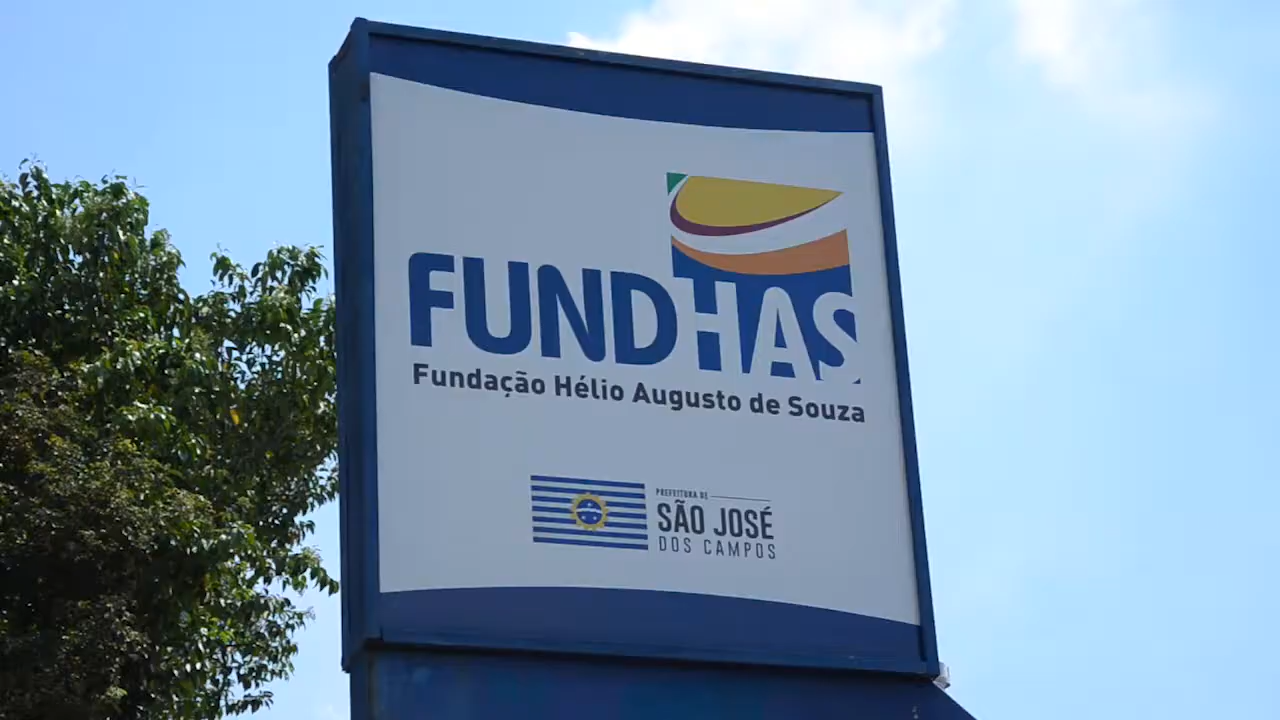 FUNDHAS
Fundação Hélio Augusto de Souza
PREFEITURA DE
SÃO JOSÉ
DOS CAMPOS